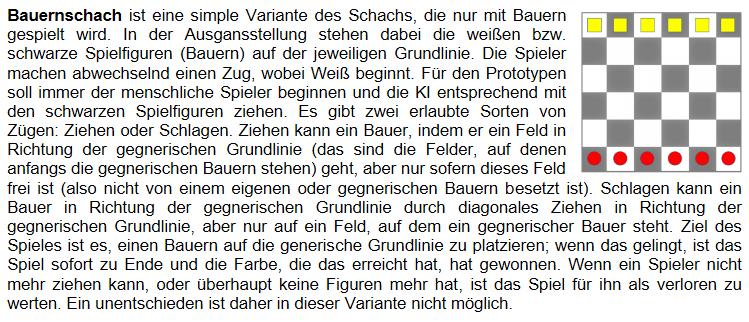 Bauernschach ist eine simple Variante des Schachs, die nur mit Bauern
gespielt wird. In der Ausgansstellung stehen dabei die weißen bzw.
schwarze Spielfiguren (Bauern) auf der jeweiligen Grundlinie. Die Spieler
machen abwechselnd einen Zug, wobei Weiß beginnt. Für den Prototypen
soll immer der menschliche Spieler beginnen und die KI entsprechend mit
den schwarzen Spielfiguren ziehen. Es gibt zwei erlaubte Sorten von
Zügen: Ziehen oder Schlagen. Ziehen kann ein Bauer, indem er ein Feld in
Richtung der gegnerischen Grundlinie (das sind die Felder, auf denen
anfangs die gegnerischen Bauern stehen) geht, aber nur sofern dieses Feld
frei ist (also nicht von einem eigenen oder gegnerischen Bauern besetzt ist). Schlagen kann ein
Bauer in Richtung der gegnerischen Grundlinie durch diagonales Ziehen in Richtung der
gegnerischen Grundlinie, aber nur auf ein Feld, auf dem ein gegnerischer Bauer steht. Ziel des
Spieles ist es, einen Bauern auf die generische Grundlinie zu platzieren; wenn das gelingt, ist das
Spiel sofort zu Ende und die Farbe, die das erreicht hat, hat gewonnen. Wenn ein Spieler nicht
mehr ziehen kann, oder überhaupt keine Figuren mehr hat, ist das Spiel für ihn als verloren zu
werten. Ein unentschieden ist daher in dieser Variante nicht möglich.